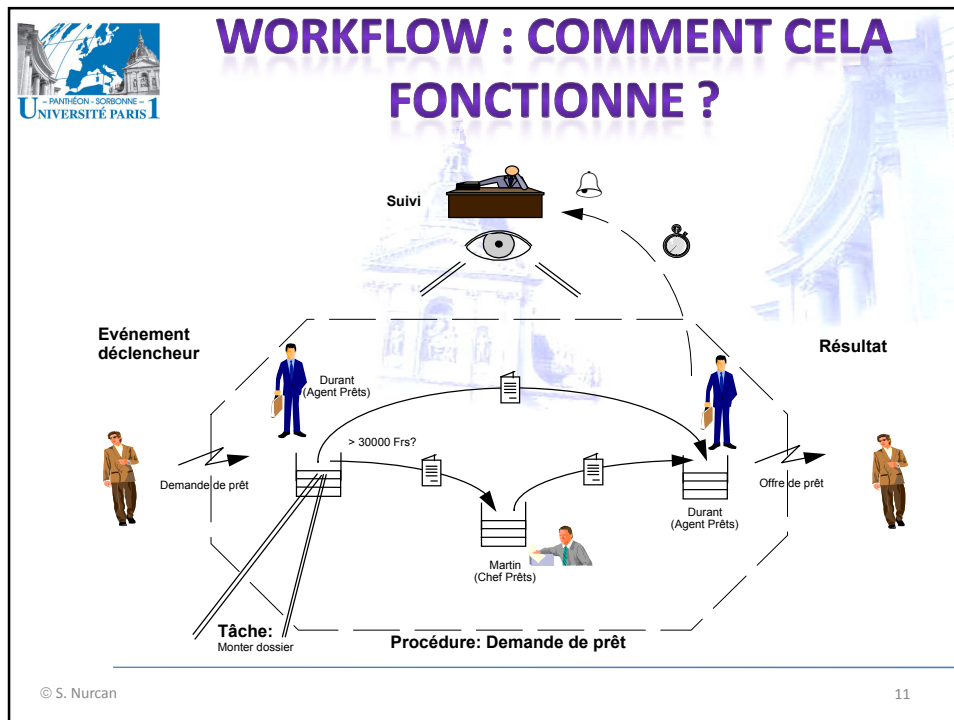 WORKFLOW : COMMENT CELA
FONCTIONNE ?
– PANTHÉON - SORBONNE –
UNIVERSITÉ PARIS 1
Suivi
Evénement
déclencheur
Résultat
Durant
(Agent Prêts)
> 30000 Frs?
Demande de prêt
Offre de prêt
Durant
(Agent Prêts)
Martin
(Chef Prêts)
Tâche:
Monter dossier
Procédure: Demande de prêt
© S. Nurcan
11